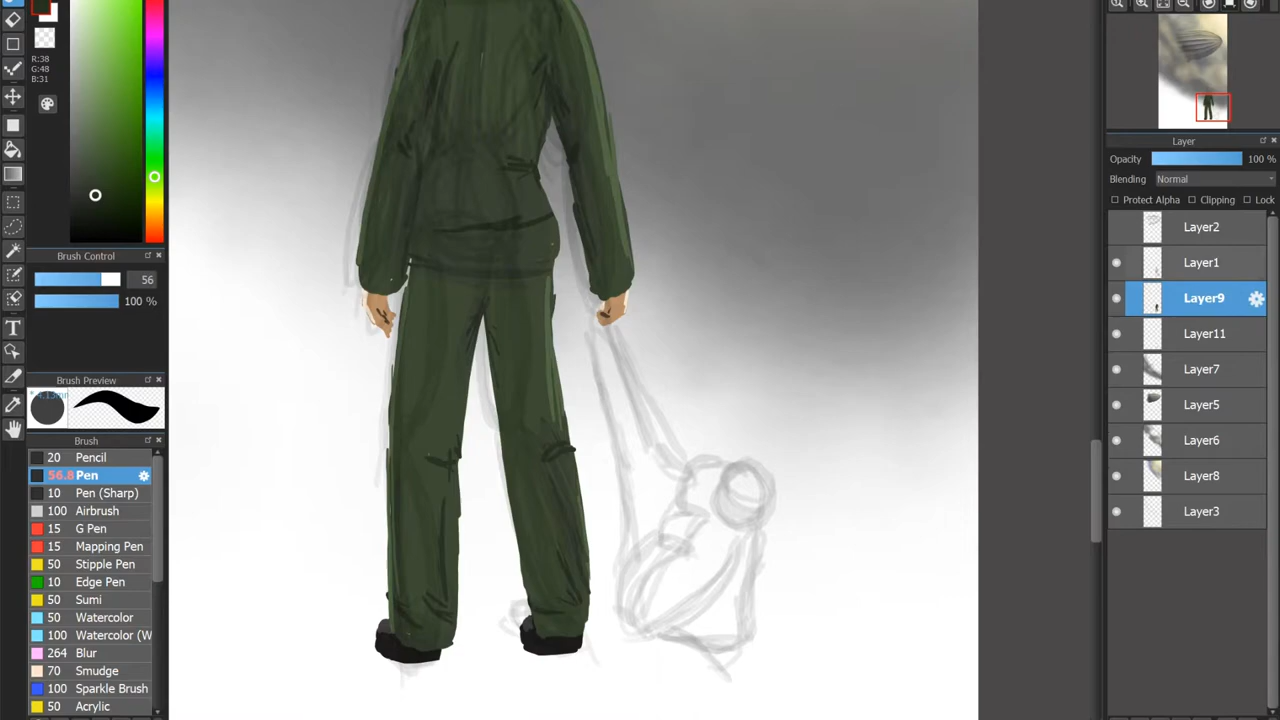 R:38
G:48
B:31
Brush Control
56
100 %
Brush Preview
Brush
20 Pencil
56.8 Pen
10 Pen (Sharp)
100 Airbrush
15 G Pen
15 Mapping Pen
50 Stipple Pen
10 Edge Pen
50 Sumi
50 Watercolor
100 Watercolor (W
264 Blur
70 Smudge
100 Sparkle Brush
50 Acrylic
Layer
Opacity 100 %
Blending Normal
Protect Alpha Clipping Lock
Layer2
Layer1
Layer9
Layer11
Layer7
Layer5
Layer6
Layer8
Layer3